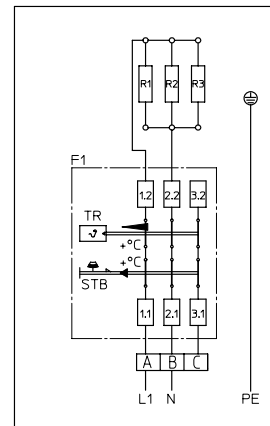 R1 R2 R3
F1
1.2 2.2 3.2
TR
ϑ
+°C
+°C
STB
1.1 2.1 3.1
A B C
L1 N PE